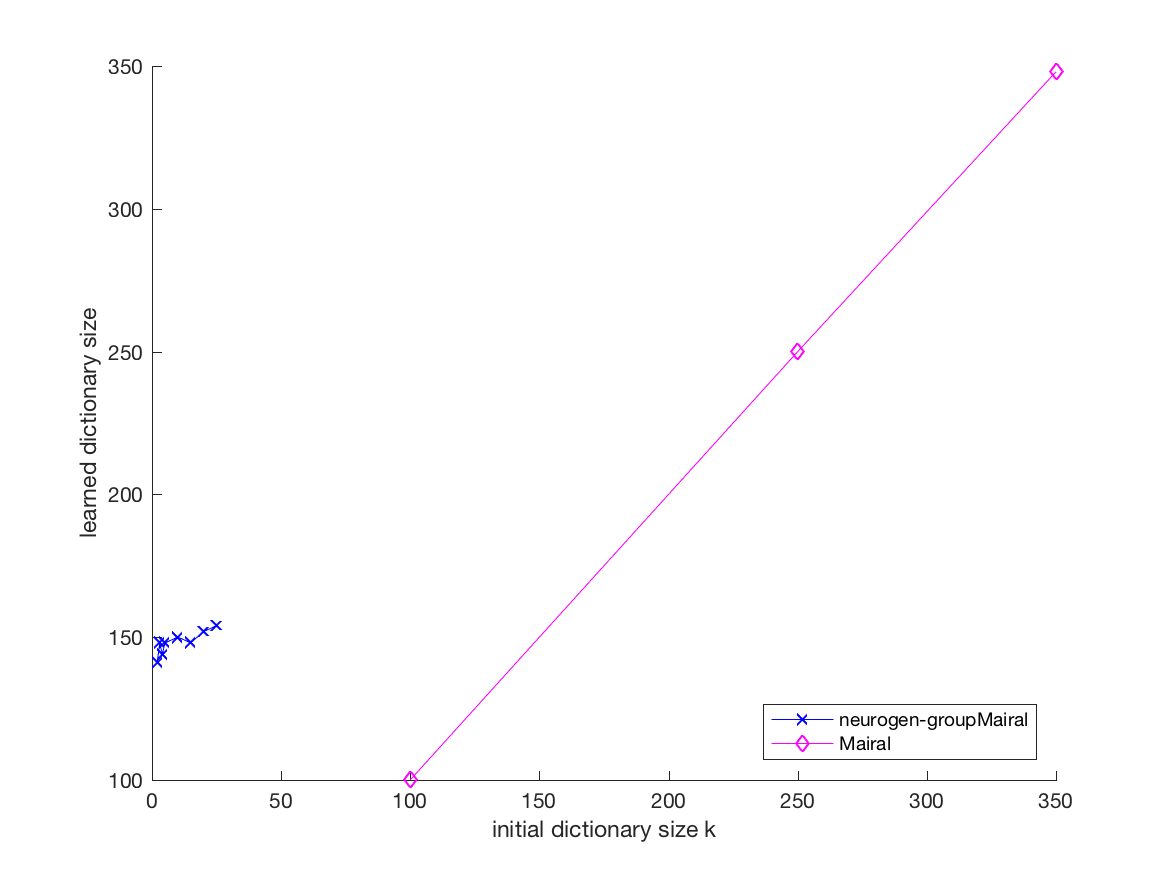 350
300
250
200
150
100
learned dictionary size
0 50 100 150 200 250 300 350
initial dictionary size k
neurogen-groupMairal
Mairal